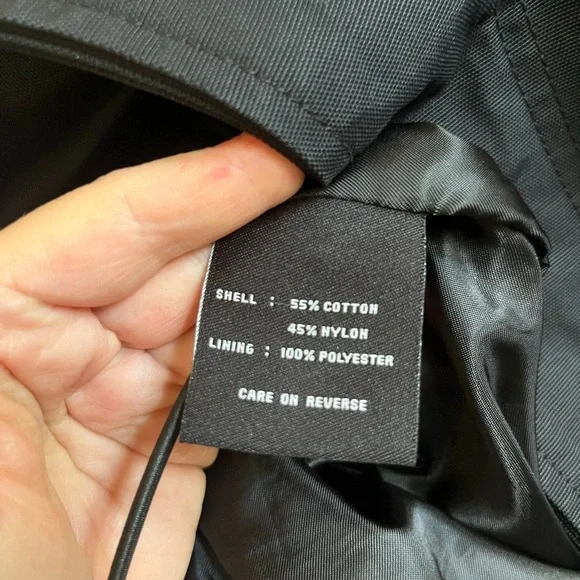 SHELL : 55% COTTON
45% NYLON
LINING : 100% POLYESTER
CARE ON REVERSE